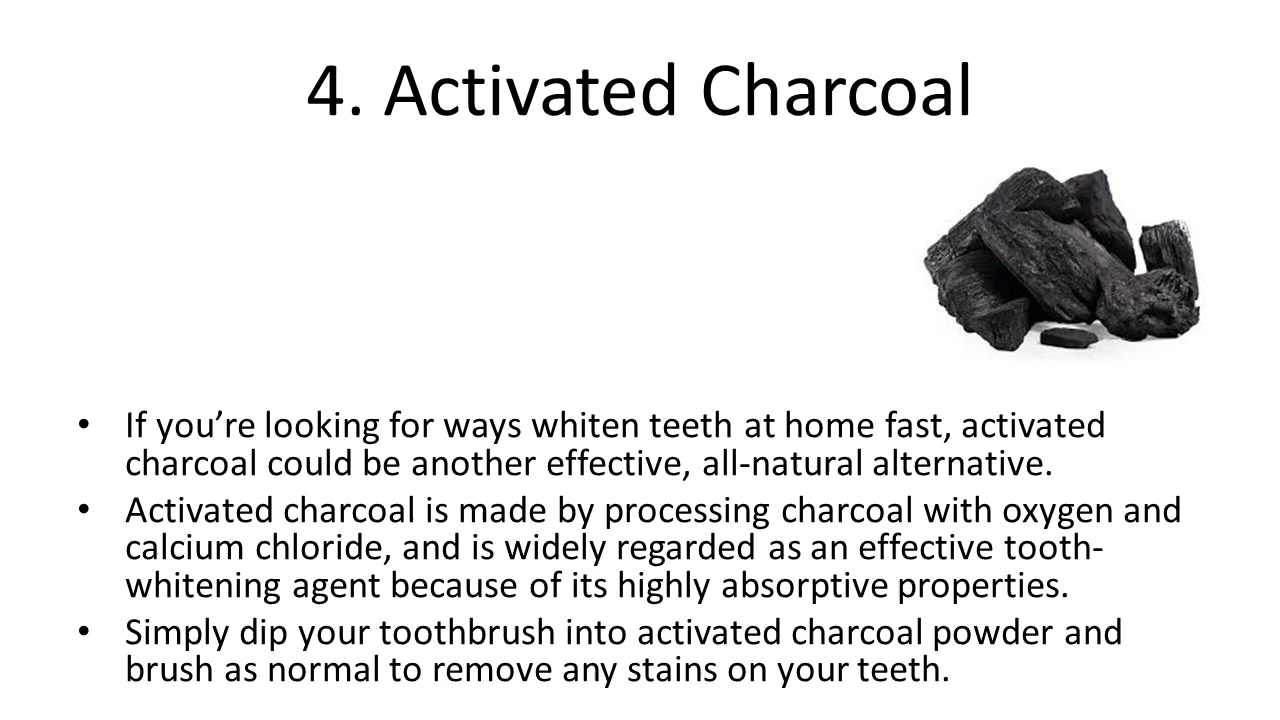 4. Activated Charcoal
• If you’re looking for ways whiten teeth at home fast, activated
charcoal could be another effective, all-natural alternative.
• Activated charcoal is made by processing charcoal with oxygen and
calcium chloride, and is widely regarded as an effective tooth-
whitening agent because of its highly absorptive properties.
• Simply dip your toothbrush into activated charcoal powder and
brush as normal to remove any stains on your teeth.